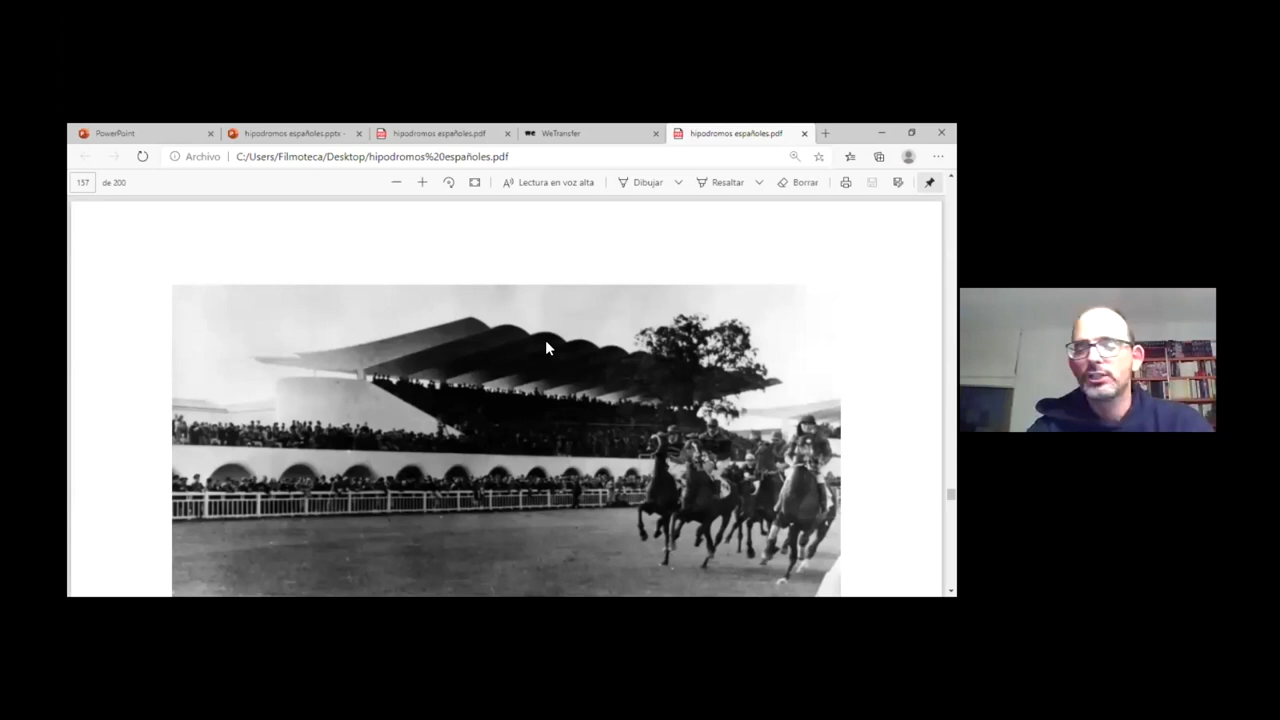 PowerPoint
hipodromos españoles.pptx -
hipodromos españoles.pdf
WeTransfer
hipodromos españoles.pdf
Archivo
C:/Users/Filmoteca/Desktop/hipodromos%20españoles.pdf
157 de 200
Lectura en voz alta
Dibujar
Resaltar
Borrar